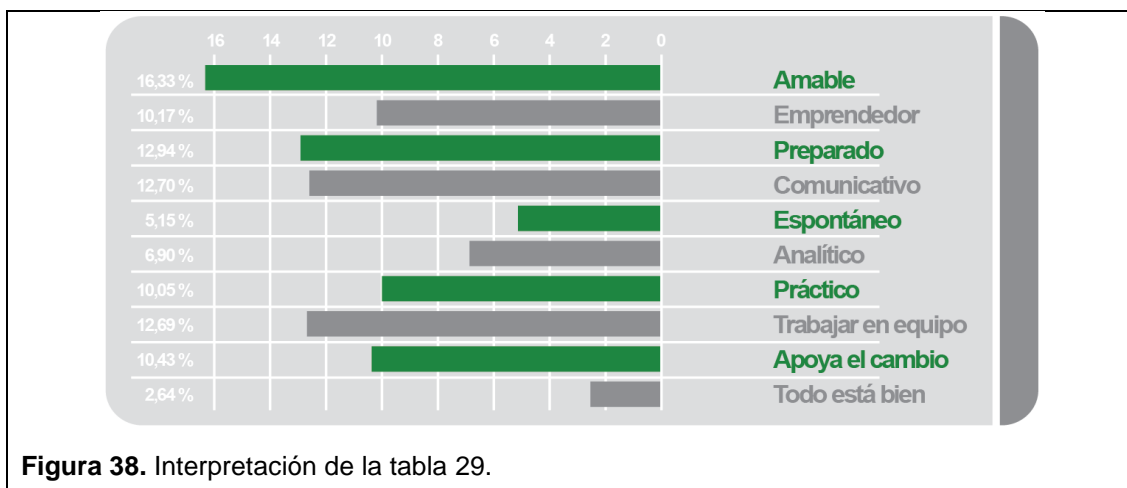 16 14 12 10 8 6 4 2 0
16,33 % Amable
10,17 % Emprendedor
12,94 % Preparado
12,70 % Comunicativo
5,15 % Espontáneo
6,90 % Analítico
10,05 % Práctico
12,69 % Trabajar en equipo
10,43 % Apoya el cambio
2,64 % Todo está bien
Figura 38. Interpretación de la tabla 29.